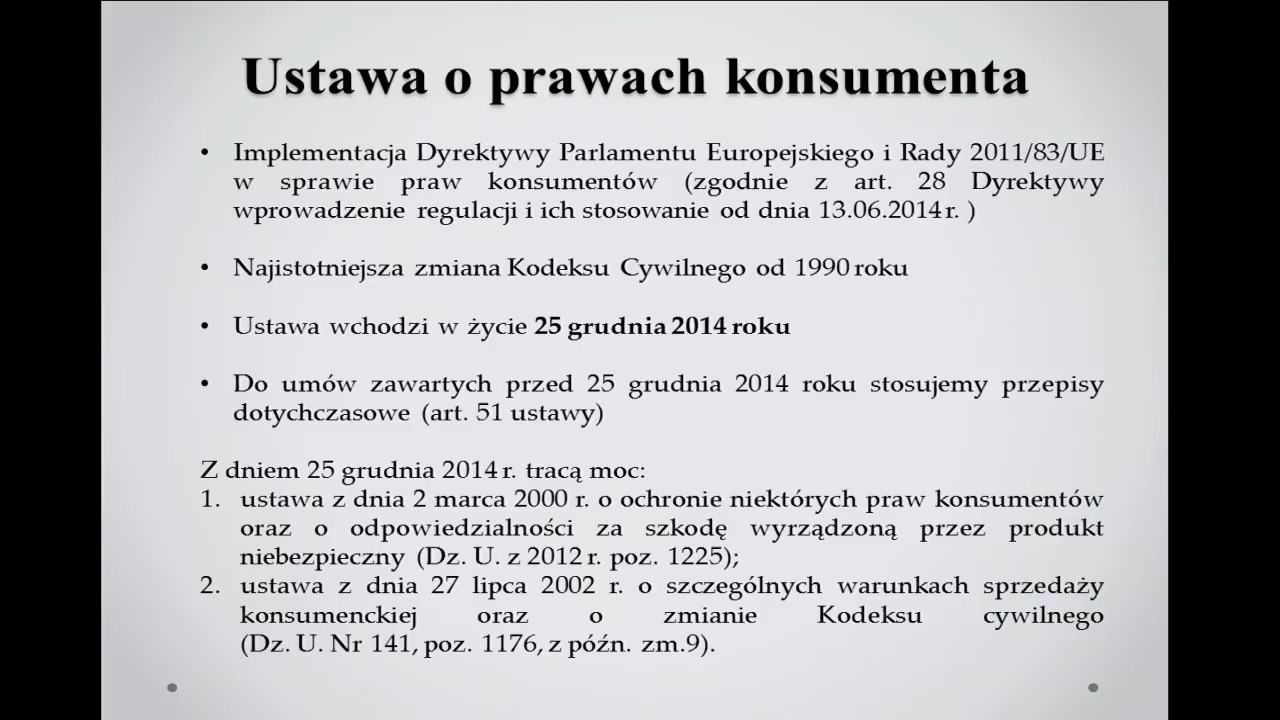 Ustawa o prawach konsumenta
• Implementacja Dyrektywy Parlamentu Europejskiego i Rady 2011/83/UE
w sprawie praw konsumentów (zgodnie z art. 28 Dyrektywy
wprowadzenie regulacji i ich stosowanie od dnia 13.06.2014 r. )
• Najistotniejsza zmiana Kodeksu Cywilnego od 1990 roku
• Ustawa wchodzi w życie 25 grudnia 2014 roku
• Do umów zawartych przed 25 grudnia 2014 roku stosujemy przepisy
dotychczasowe (art. 51 ustawy)
Z dniem 25 grudnia 2014 r. tracą moc:
1. ustawa z dnia 2 marca 2000 r. o ochronie niektórych praw konsumentów
oraz o odpowiedzialności za szkodę wyrządzoną przez produkt
niebezpieczny (Dz. U. z 2012 r. poz. 1225);
2. ustawa z dnia 27 lipca 2002 r. o szczególnych warunkach sprzedaży
konsumenckiej oraz o zmianie Kodeksu cywilnego
(Dz. U. Nr 141, poz. 1176, z późn. zm.9).